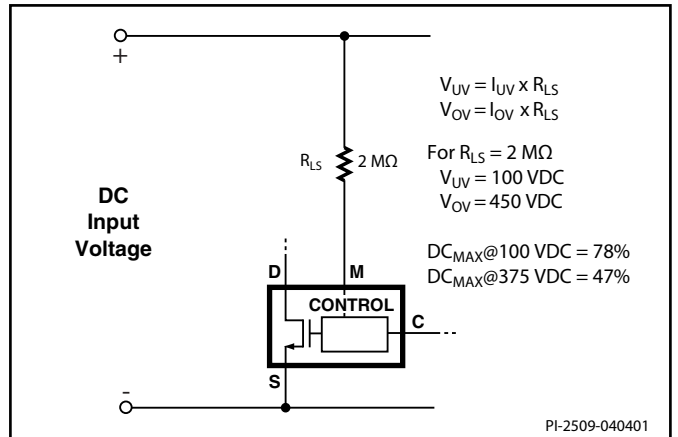 +
V_UV = I_UV x R_LS
V_OV = I_OV x R_LS
R_LS
2 MΩ
For R_LS = 2 MΩ
V_UV = 100 VDC
V_OV = 450 VDC
DC
Input
Voltage
DC_MAX@100 VDC = 78%
DC_MAX@375 VDC = 47%
D
M
CONTROL
C
S
-
PI-2509-040401